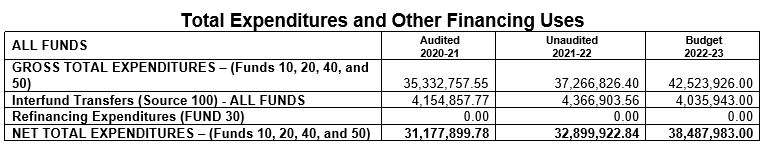 Total Expenditures and Other Financing Uses
ALL FUNDS Audited 2020-21 Unaudited 2021-22 Budget 2022-23
GROSS TOTAL EXPENDITURES – (Funds 10, 20, 40, and
50) 35,332,757.55 37,266,826.40 42,523,926.00
Interfund Transfers (Source 100) - ALL FUNDS 4,154,857.77 4,366,903.56 4,035,943.00
Refinancing Expenditures (FUND 30) 0.00 0.00 0.00
NET TOTAL EXPENDITURES – (Funds 10, 20, 40, and 50) 31,177,899.78 32,899,922.84 38,487,983.00